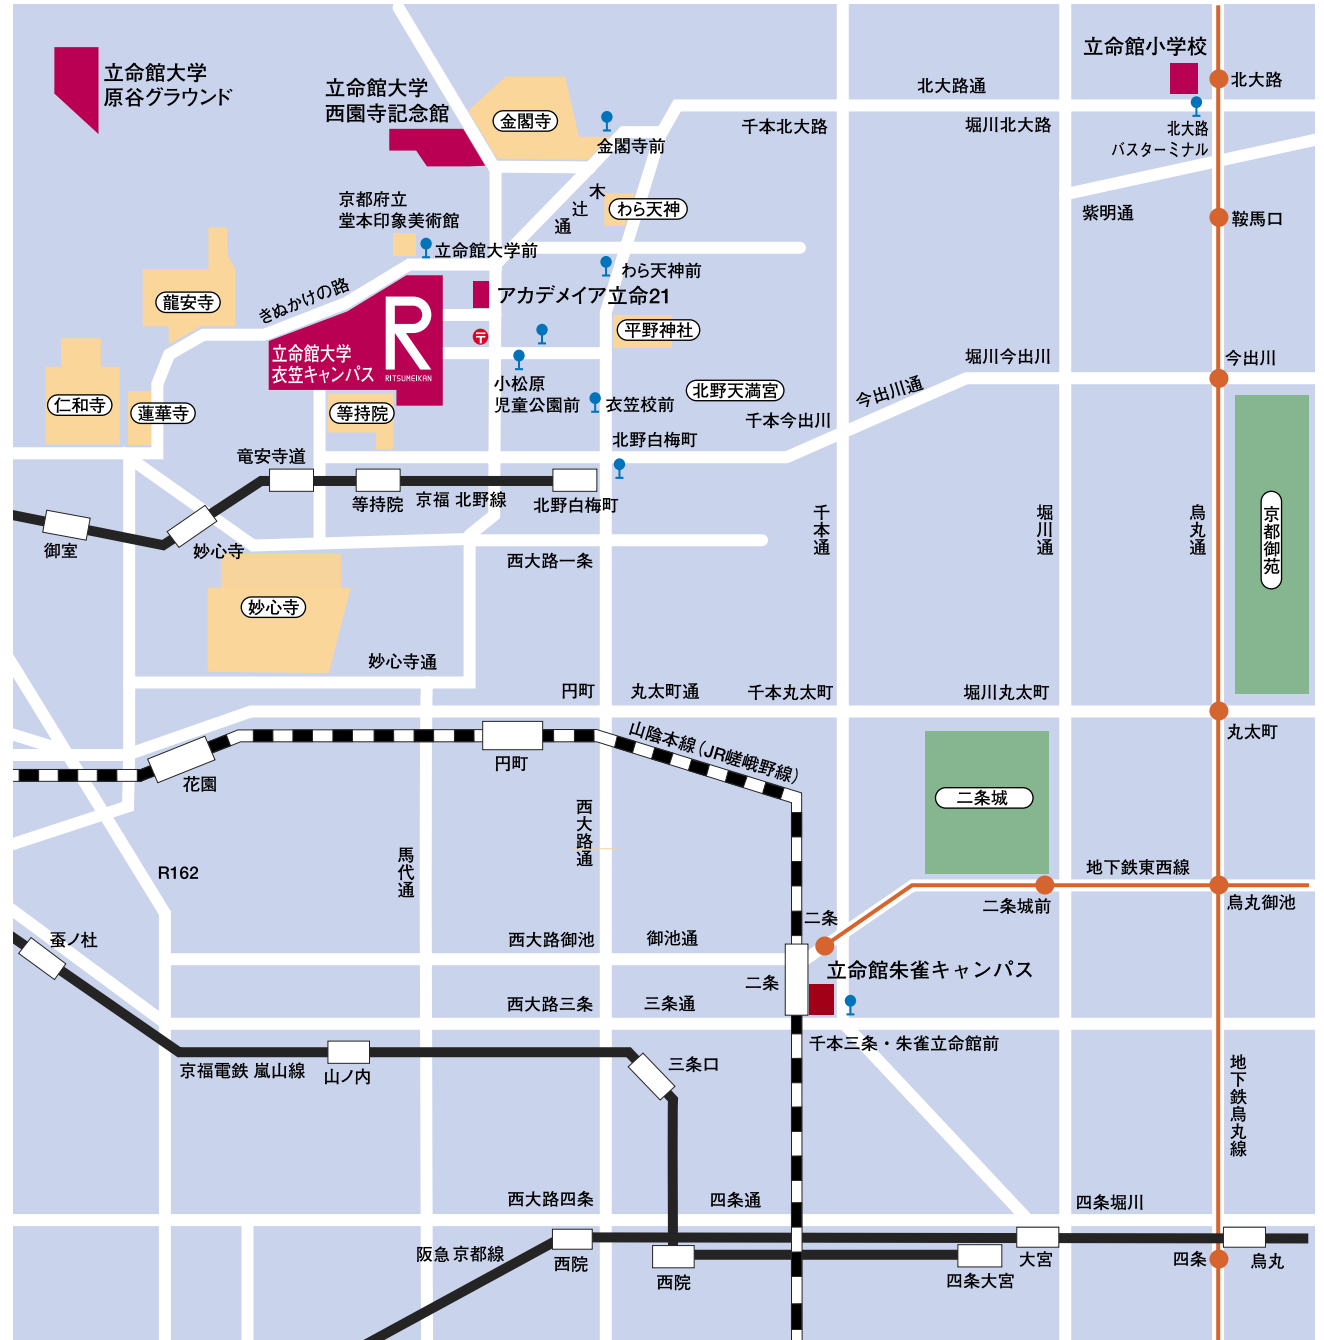 立命館大学
原谷グラウンド
立命館大学
西園寺記念館
金閣寺
金閣寺前
北大路通
千本北大路
堀川北大路
立命館小学校
北大路
北大路
バスターミナル
紫明通
鞍馬口
京都府立
堂本印象美術館
立命館大学前
木辻通
わら天神
わら天神前
きぬかけの路
龍安寺
アカデメイア立命21
〒
R
RITSUMEIKAN
立命館大学
衣笠キャンパス
平野神社
小松原
児童公園前
衣笠校前
北野天満宮
堀川今出川
今出川
今出川通
千本今出川
仁和寺
蓮華寺
等持院
北野白梅町
竜安寺道
等持院
京福 北野線
北野白梅町
御室
妙心寺
西大路一条
千本通
堀川通
烏丸通
京都御苑
妙心寺
妙心寺通
円町
丸太町通
千本丸太町
堀川丸太町
丸太町
山陰本線(JR嵯峨野線)
花園
円町
西大路通
馬代通
R162
二条城
地下鉄東西線
二条城前
烏丸御池
二条
蚕ノ杜
西大路御池
御池通
二条
立命館朱雀キャンパス
西大路三条
三条通
千本三条・朱雀立命館前
京福電鉄 嵐山線
山ノ内
三条口
地下鉄烏丸線
西大路四条
四条通
四条堀川
阪急 京都線
西院
西院
四条大宮
大宮
四条
烏丸